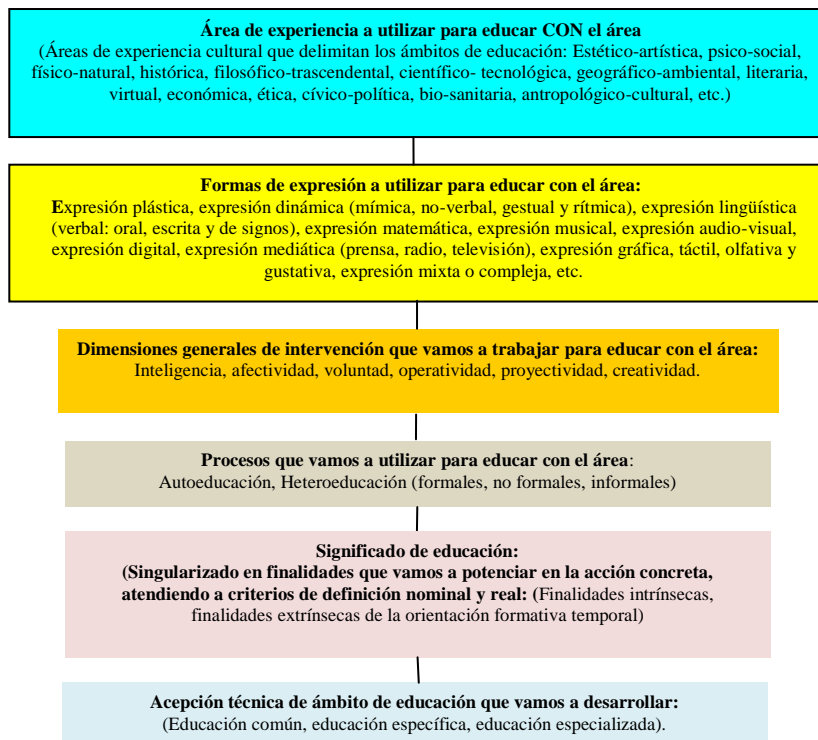 Área de experiencia a utilizar para educar CON el área
(Áreas de experiencia cultural que delimitan los ámbitos de educación: Estético-artística, psico-social,
físico-natural, histórica, filosófico-trascendental, científico- tecnológica, geográfico-ambiental, literaria,
virtual, económica, ética, cívico-política, bio-sanitaria, antropológico-cultural, etc.)
Formas de expresión a utilizar para educar con el área:
Expresión plástica, expresión dinámica (mímica, no-verbal, gestual y rítmica), expresión lingüística
(verbal: oral, escrita y de signos), expresión matemática, expresión musical, expresión audio-visual,
expresión digital, expresión mediática (prensa, radio, televisión), expresión gráfica, táctil, olfativa y
gustativa, expresión mixta o compleja, etc.
Dimensiones generales de intervención que vamos a trabajar para educar con el área:
Inteligencia, afectividad, voluntad, operatividad, proyectividad, creatividad.
Procesos que vamos a utilizar para educar con el área:
Autoeducación, Heteroeducación (formales, no formales, informales)
Significado de educación:
(Singularizado en finalidades que vamos a potenciar en la acción concreta,
atendiendo a criterios de definición nominal y real: (Finalidades intrínsecas,
finalidades extrínsecas de la orientación formativa temporal)
Acepción técnica de ámbito de educación que vamos a desarrollar:
(Educación común, educación específica, educación especializada).